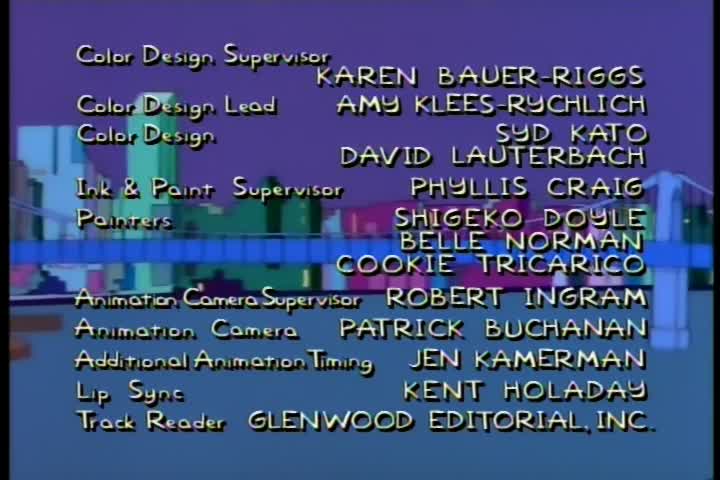 Color Design Supervisor
KAREN BAUER-RIGGS
Color Design Lead AMY KLEES-RYCHLICH
Color Design SYD KATO
DAVID LAUTERBACH
Ink & Paint Supervisor PHYLLIS CRAIG
Painters SHIGEKO DOYLE
BELLE NORMAN
COOKIE TRICARICO
Animation Camera Supervisor ROBERT INGRAM
Animation Camera PATRICK BUCHANAN
Additional Animation Timing JEN KAMERMAN
Lip Sync KENT HOLADAY
Track Reader GLENWOOD EDITORIAL, INC.